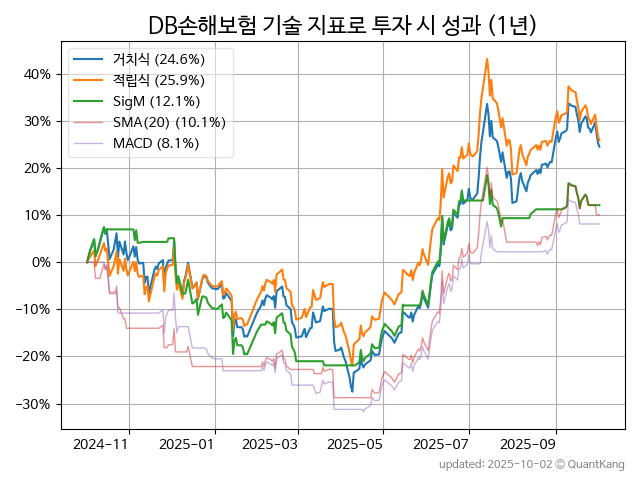 DB손해보험 기술 지표로 투자 시 성과 (1년)
거치식 (24.6%)
적립식 (25.9%)
SigM (12.1%)
SMA(20) (10.1%)
MACD (8.1%)
40%
30%
20%
10%
0%
−10%
−20%
−30%
2024-11
2025-01
2025-03
2025-05
2025-07
2025-09
updated: 2025-10-02 © QuantKang